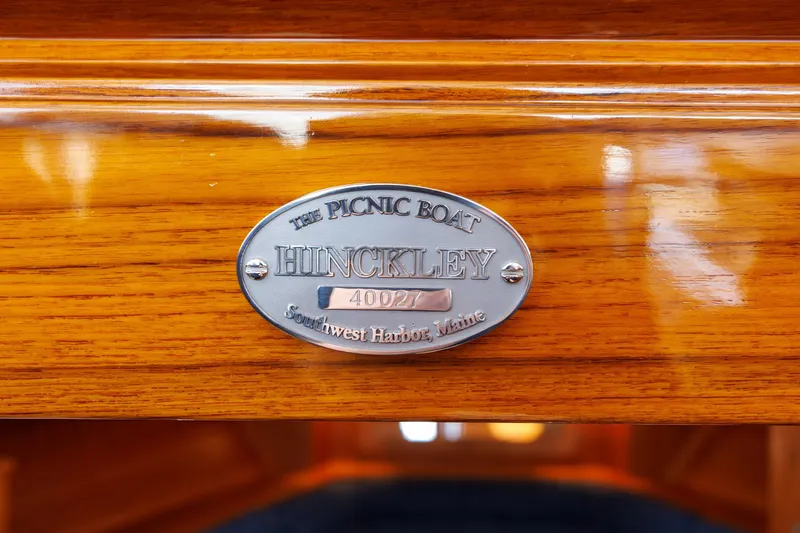 THE PICNIC BOAT
HINCKLEY
40027
Southwest Harbor, Maine